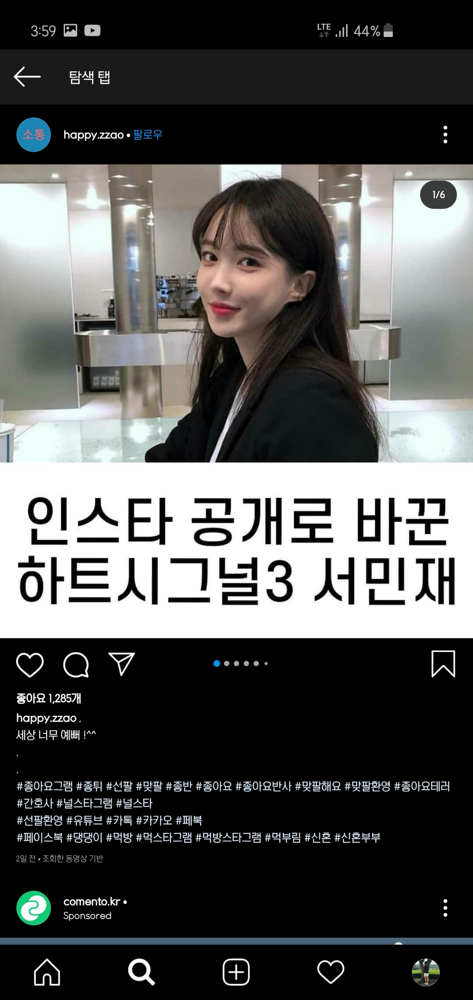 3:59 LTE 44%
탐색 탭
소통 happy.zzao • 팔로우
1/6
인스타 공개로 바꾼
하트시그널3 서민재
좋아요 1,285개
happy.zzao .
세상 너무 예뻐 !^^
.
.
#좋아요그램 #좋튀 #선팔 #맞팔 #좋반 #좋아요 #좋아요반사 #맞팔해요 #맞팔환영 #좋아요테러
#간호사 #널스타그램 #널스타
#선팔환영 #유튜브 #카톡 #카카오 #페북
#페이스북 #댕댕이 #먹방 #먹스타그램 #먹방스타그램 #먹부림 #신혼 #신혼부부
2일 전 • 조회한 동영상 기반
comento.kr •
Sponsored